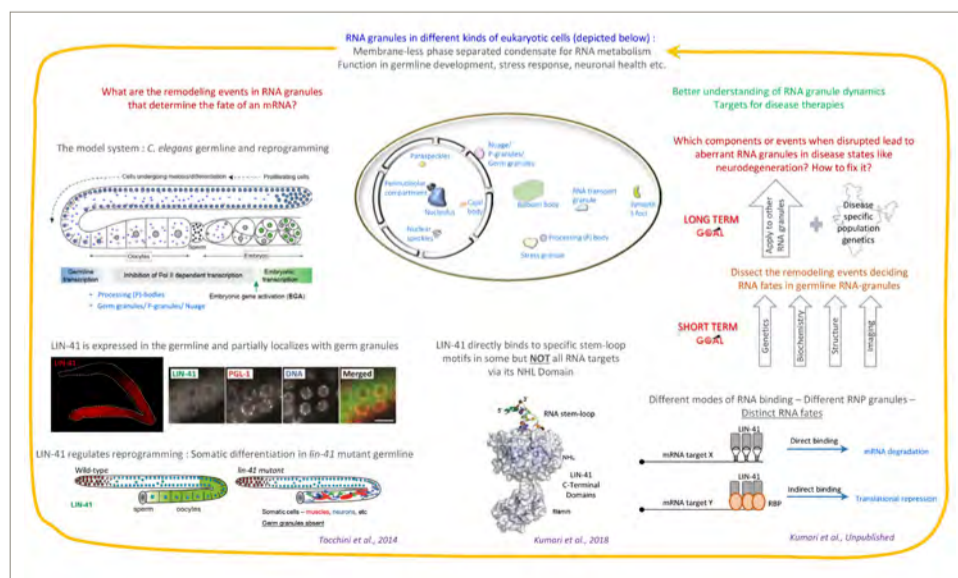 RNA granules in different kinds of eukaryotic cells (depicted below) :
Membrane-less phase separated condensate for RNA metabolism
Function in germline development, stress response, neuronal health etc.
What are the remodeling events in RNA granules
that determine the fate of an mRNA?
The model system : C. elegans germline and reprogramming
Cells undergoing meiosis/differentiation
Proliferating cells
Sperm
Oocytes
Embryos
Germline
transcription
Inhibition of Pol II dependent transcription
Embryonic
transcription
Embryonic gene activation (EGA)
• Processing (P)-bodies
• Germ granules/ P-granules/ Nuage
Paraspeckles
Nuage/
P-granules/
Germ granules
Perinucleolar
compartment
Nucleolus
Cajal
body
Nuclear
speckles
Balbiani body
RNA transport
granule
Synaptic
Processing (P) Body
Stress granule
Better understanding of RNA granule dynamics
Targets for disease therapies
Which components or events when disrupted lead to
aberrant RNA granules in disease states like
neurodegeneration? How to fix it?
LONG TERM
GOAL
Apply to other
RNA granules
Disease
specific
population
genetics
Dissect the remodeling events deciding
RNA fates in germline RNA-granules
SHORT TERM
GOAL
Genetics
Biochemistry
Structure
Imaging
LIN-41 is expressed in the germline and partially localizes with germ granules
LIN-41
LIN-41
PGL-1
DNA
Merged
LIN-41 regulates reprogramming : Somatic differentiation in lin-41 mutant germline
Wild-type
LIN-41
sperm
oocytes
lin-41 mutant
Somatic cells – muscles, neurons, etc
Germ granules absent
Tocchini et al., 2014
LIN-41 directly binds to specific stem-loop
motifs in some but NOT all RNA targets
via its NHL Domain
5'
3'
RNA stem-loop
NHL
LIN-41
C-Terminal
Domains
filamin
Kumari et al., 2018
Different modes of RNA binding – Different RNP granules –
Distinct RNA fates
LIN-41
mRNA target X
Direct binding
mRNA degradation
LIN-41
mRNA target Y
RBP
Indirect binding
Translational repression
Kumari et al., Unpublished